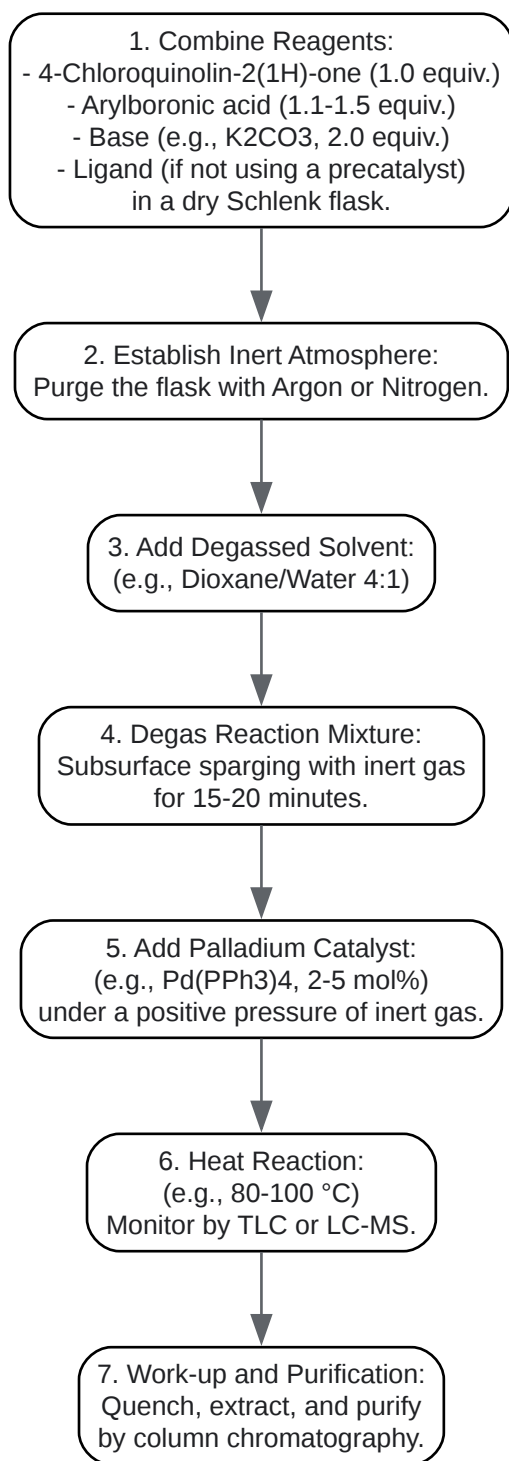 1. Combine Reagents:
- 4-Chloroquinolin-2(1H)-one (1.0 equiv.)
- Arylboronic acid (1.1-1.5 equiv.)
- Base (e.g., K2CO3, 2.0 equiv.)
- Ligand (if not using a precatalyst)
in a dry Schlenk flask.
2. Establish Inert Atmosphere:
Purge the flask with Argon or Nitrogen.
3. Add Degassed Solvent:
(e.g., Dioxane/Water 4:1)
4. Degas Reaction Mixture:
Subsurface sparging with inert gas
for 15-20 minutes.
5. Add Palladium Catalyst:
(e.g., Pd(PPh3)4, 2-5 mol%)
under a positive pressure of inert gas.
6. Heat Reaction:
(e.g., 80-100 °C)
Monitor by TLC or LC-MS.
7. Work-up and Purification:
Quench, extract, and purify
by column chromatography.